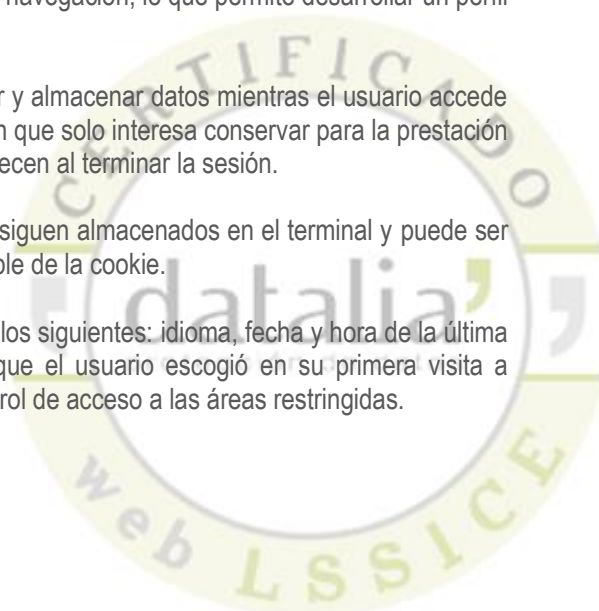 navegación, lo que permite desarrollar un perfil
r y almacenar datos mientras el usuario accede
n que solo interesa conservar para la prestación
ecen al terminar la sesión.
siguen almacenados en el terminal y puede ser
ble de la cookie.
los siguientes: idioma, fecha y hora de la última
que el usuario escogió en su primera visita a
rol de acceso a las áreas restringidas.
CERTIFICADO
datalia
web LSSICE